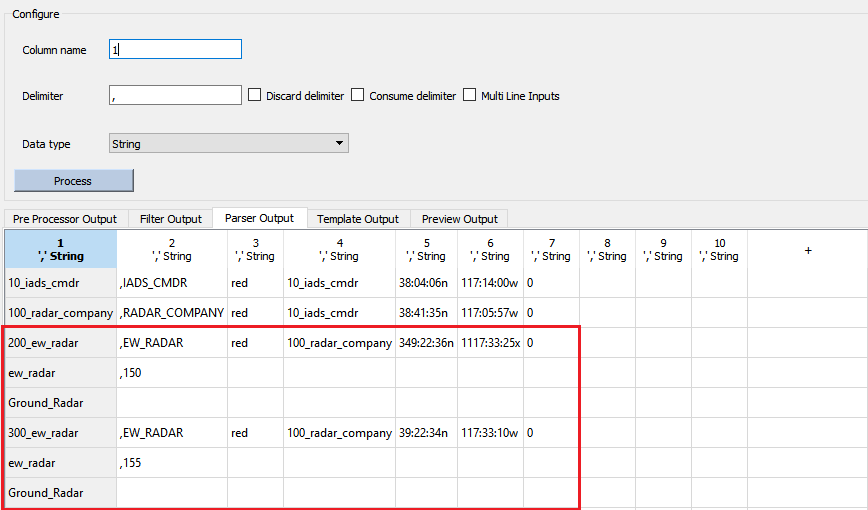 Configure
Column name 1
Delimiter , Discard delimiter Consume delimiter Multi Line Inputs
Data type String
Process
Pre Processor Output Filter Output Parser Output Template Output Preview Output
1 2 3 4 5 6 7 8 9 10 +
',' String ',' String ',' String ',' String ',' String ',' String ',' String ',' String ',' String ',' String
10_iads_cmdr ,IADS_CMDR red 10_iads_cmdr 38:04:06n 117:14:00w 0
100_radar_company ,RADAR_COMPANY red 10_iads_cmdr 38:41:35n 117:05:57w 0
200_ew_radar ,EW_RADAR red 100_radar_company 349:22:36n 1117:33:25x 0
ew_radar ,150
Ground_Radar
300_ew_radar ,EW_RADAR red 100_radar_company 39:22:34n 117:33:10w 0
ew_radar ,155
Ground_Radar